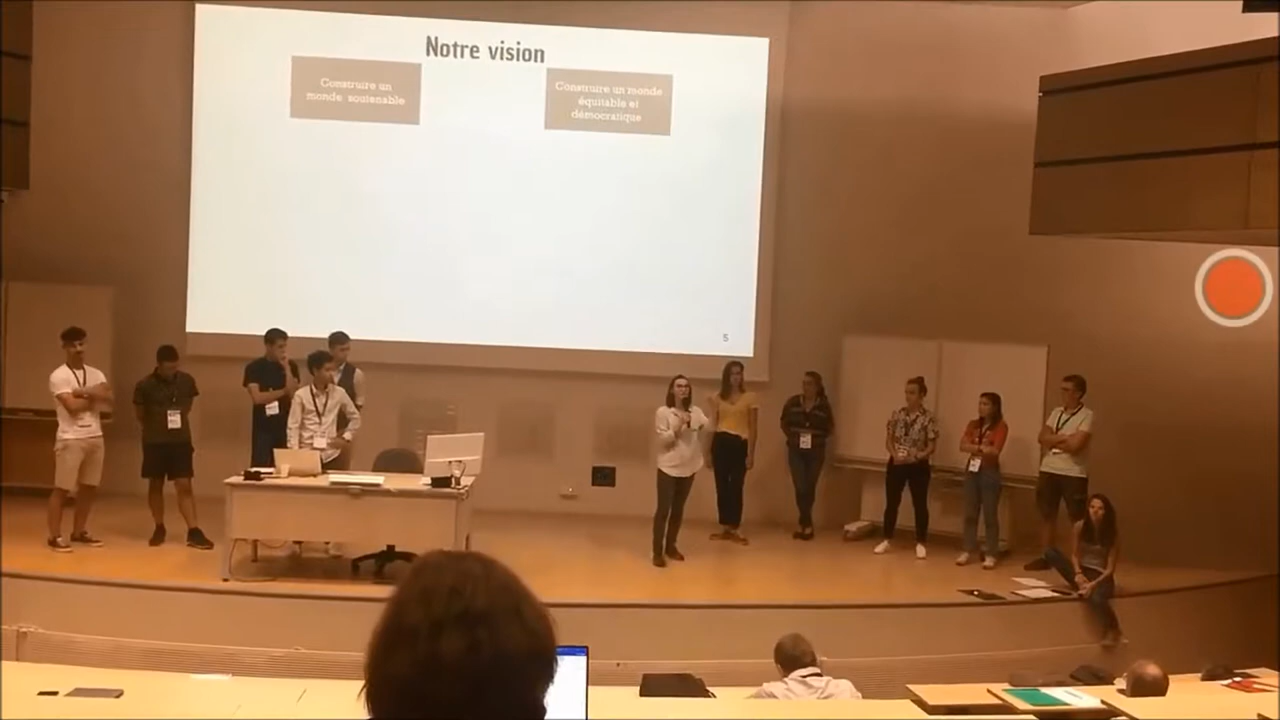 Notre vision
Construire un
monde soutenable
Construire un monde
équitable et
démocratique
5